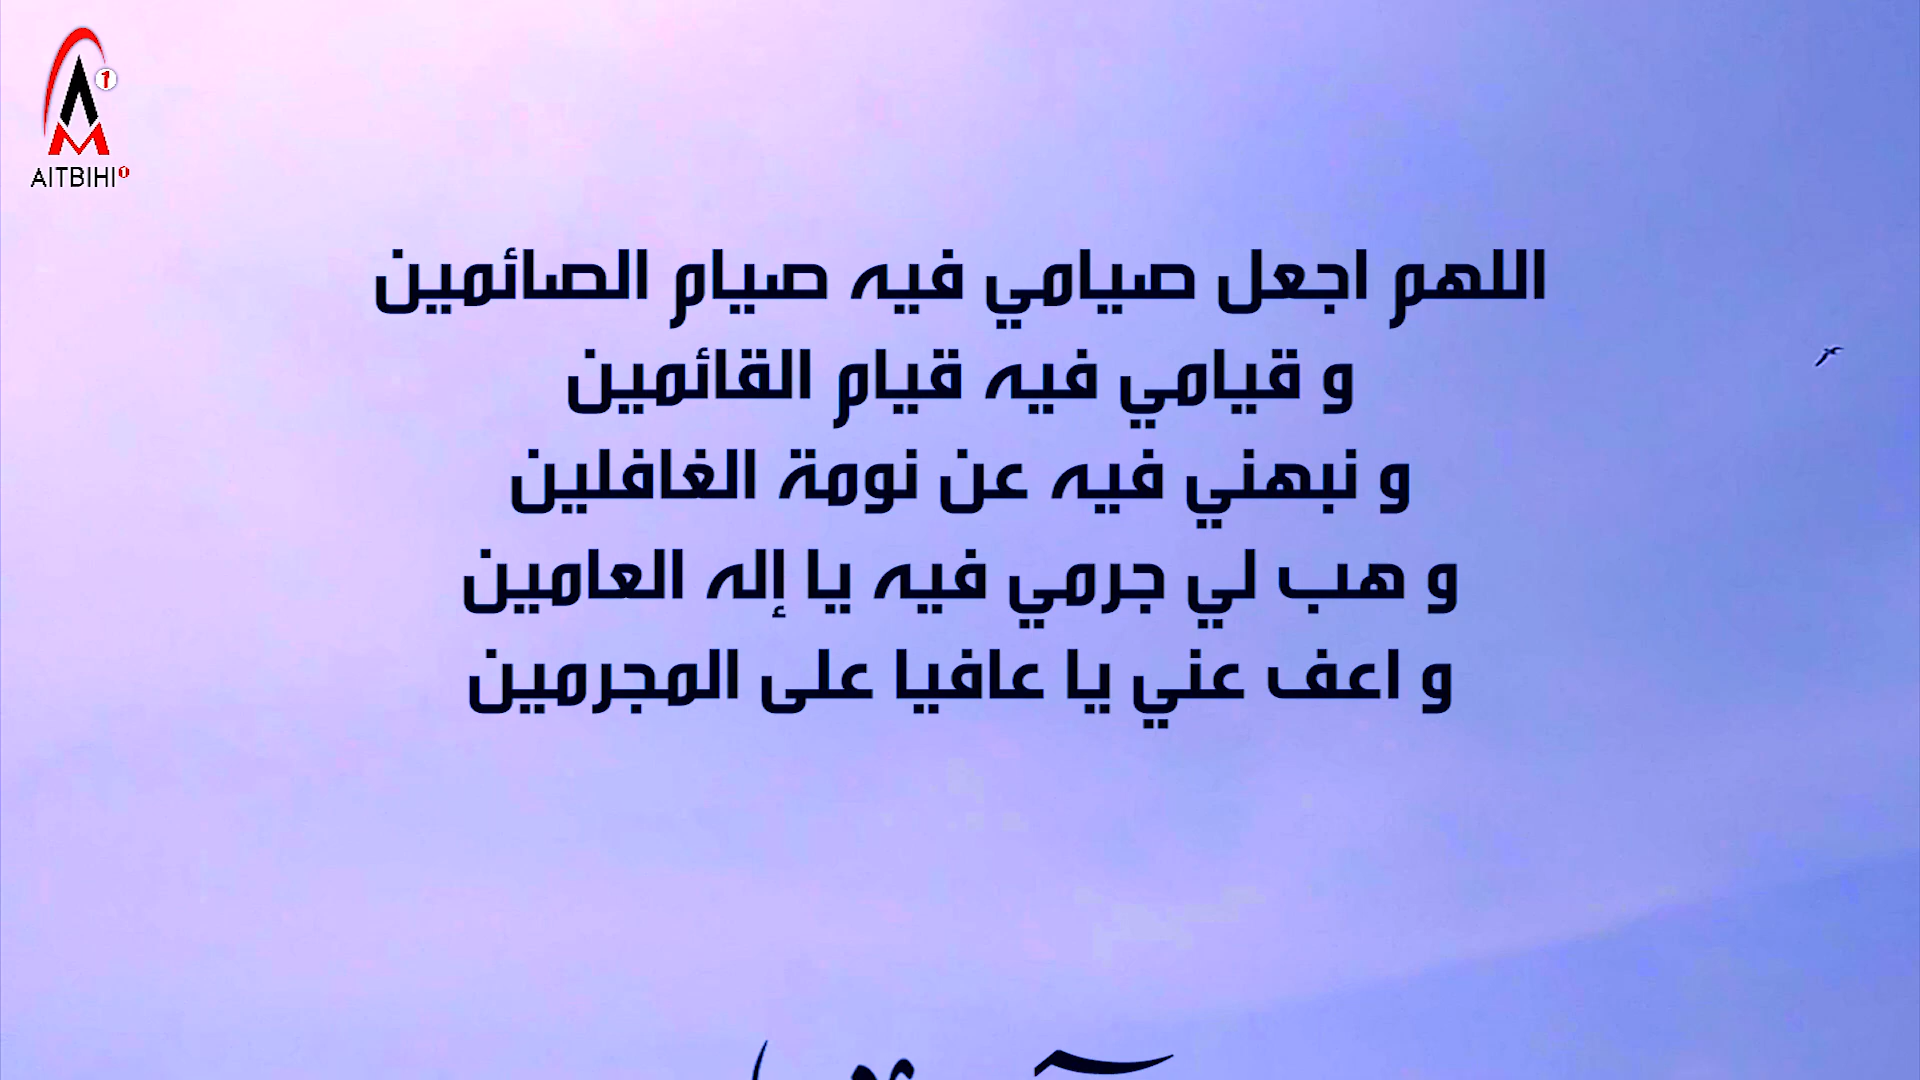 AITBIHI1
اللهم اجعل صيامي فيه صيام الصائمين
و قيامي فيه قيام القائمين
و نبهني فيه عن نومة الغافلين
و هب لي جرمي فيه يا إله العامين
و اعف عني يا عافيا على المجرمين